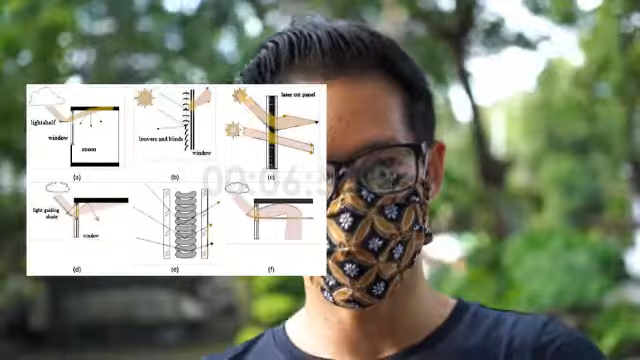 lightshelf
window
room
(a)
louvers and blinds
window
(b)
laser cut panel
(c)
light guiding
shade
window
(d)
(e)
(f)